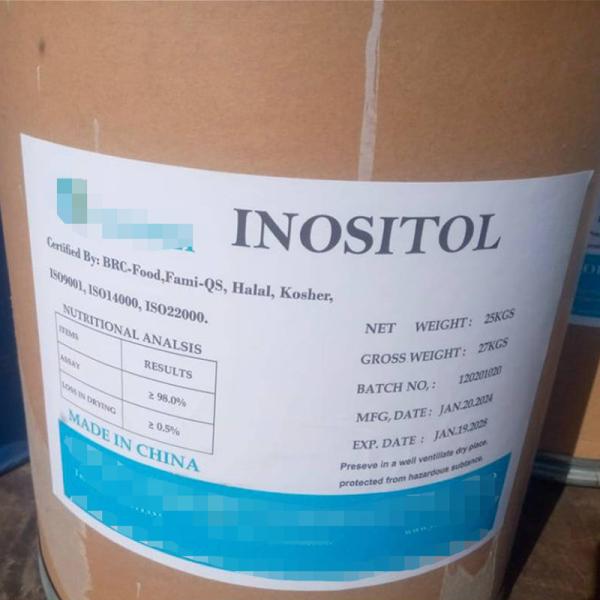 INOSITOL
Certified By: BRC-Food,Fami-QS, Halal, Kosher,
ISO9001, ISO14000, ISO22000.
NUTRITIONAL ANALSIS
ITEMS RESULTS
ASSAY ≥ 98.0%
LOSS IN DRYING ≥ 0.5%
MADE IN CHINA
NET WEIGHT: 25KGS
GROSS WEIGHT: 27KGS
BATCH NO,: 120201020
MFG, DATE: JAN.20.2024
EXP. DATE : JAN.19.2028
Preseve in a well ventilate dry place,
protected from hazardous subtance.